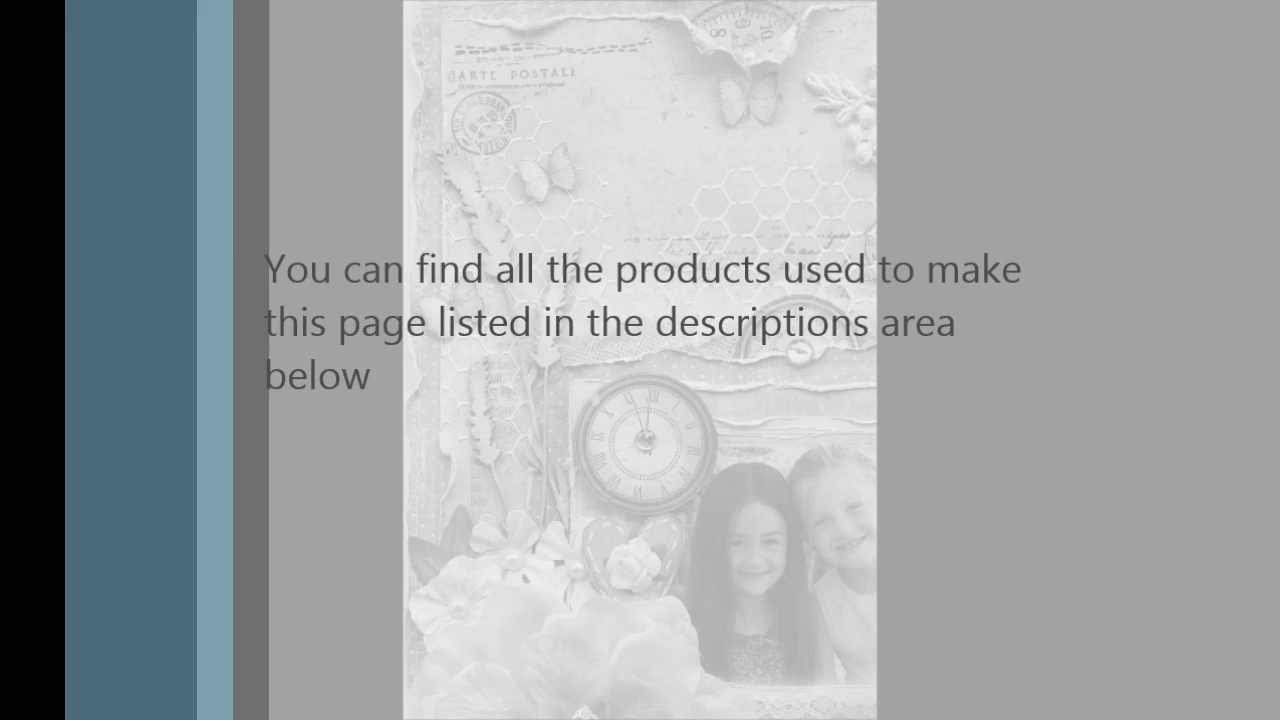 CARTE POSTALE
You can find all the products used to make
this page listed in the descriptions area
below